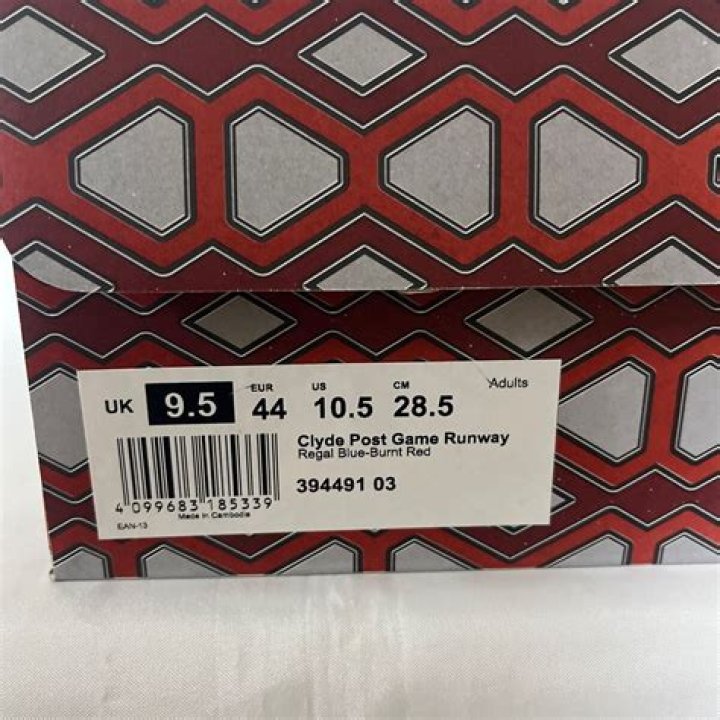 Adults
UK 9.5 EUR 44 US 10.5 CM 28.5
Clyde Post Game Runway
Regal Blue-Burnt Red
394491 03
4 099683 185339
Made in Cambodia
EAN-13